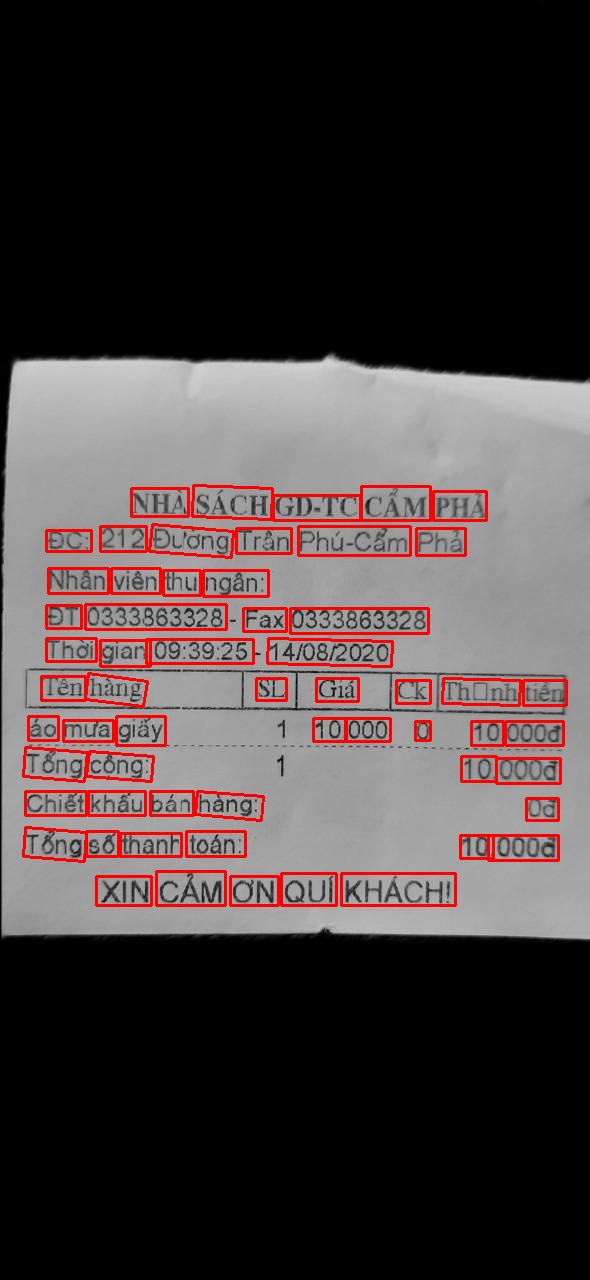 NHÀ SÁCH GD-TC CẨM PHẢ
ĐC: 212 Đường Trần Phú-Cẩm Phả
Nhân viên thu ngân:
ĐT 0333863328 - Fax 0333863328
Thời gian 09:39:25 - 14/08/2020
Tên hàng SL Giá Ck Th□nh tiền
áo mưa giấy 1 10,000 0 10,000đ
Tổng công: 1 10,000đ
Chiết khấu bán hàng: 0đ
Tổng số thanh toán: 10,000đ
XIN CẢM ƠN QUÍ KHÁCH!